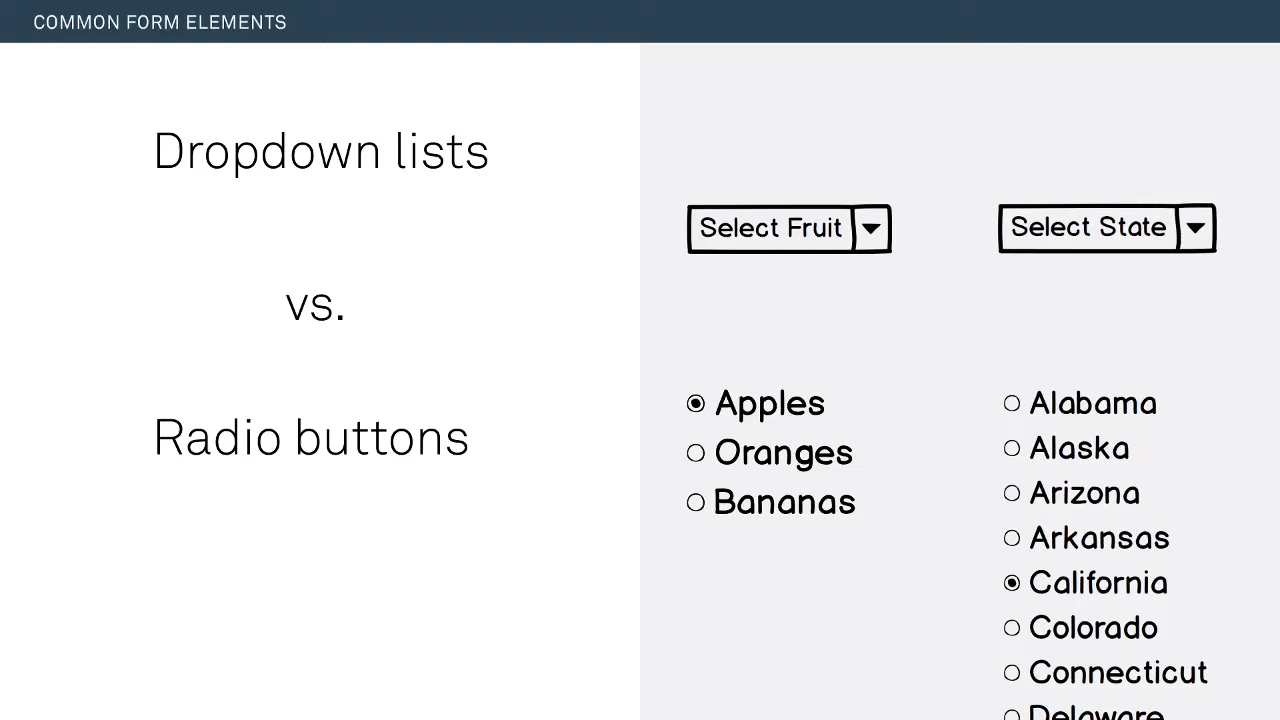 COMMON FORM ELEMENTS
Dropdown lists
vs.
Radio buttons
Select Fruit
Select State
Apples
Oranges
Bananas
Alabama
Alaska
Arizona
Arkansas
California
Colorado
Connecticut
Delaware